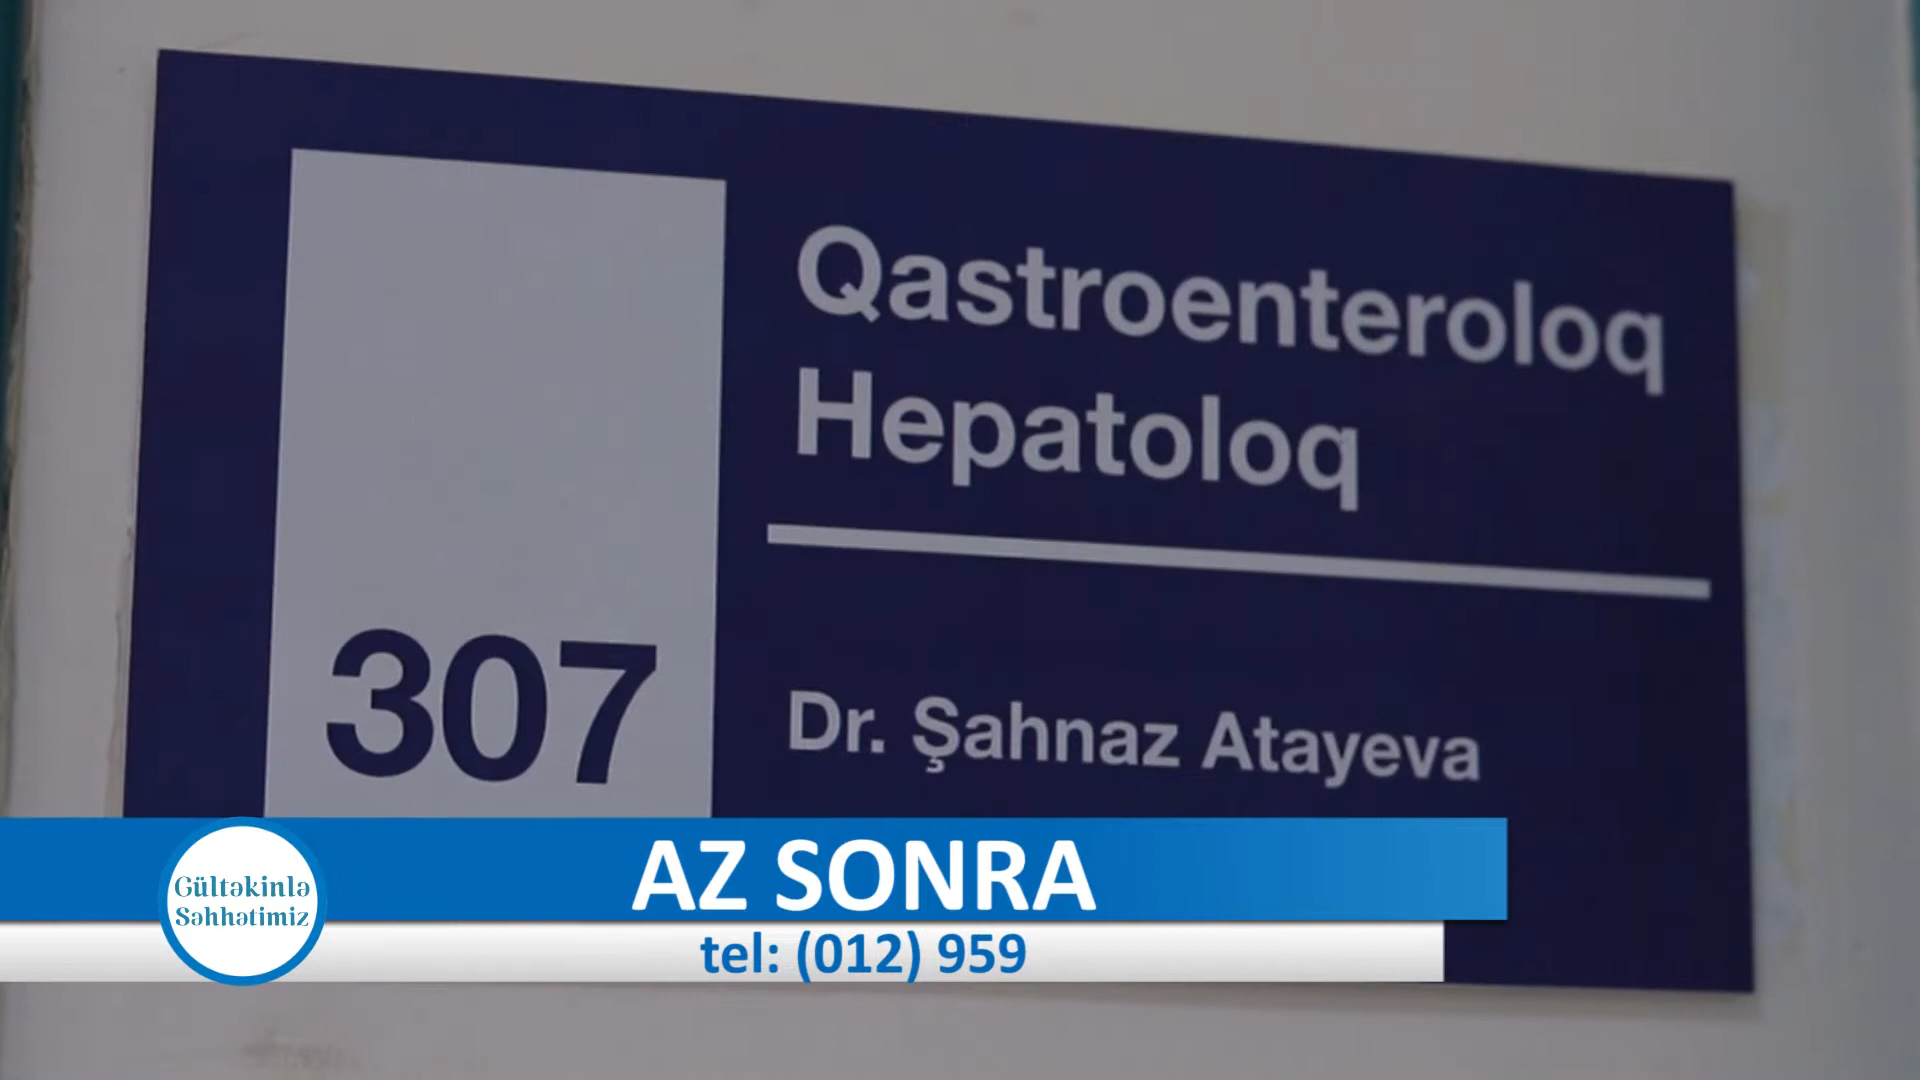 Qastroenteroloq
Hepatoloq
307
Dr. Şahnaz Atayeva
AZ SONRA
Gültəkinlə
Səhhətimiz
tel: (012) 959